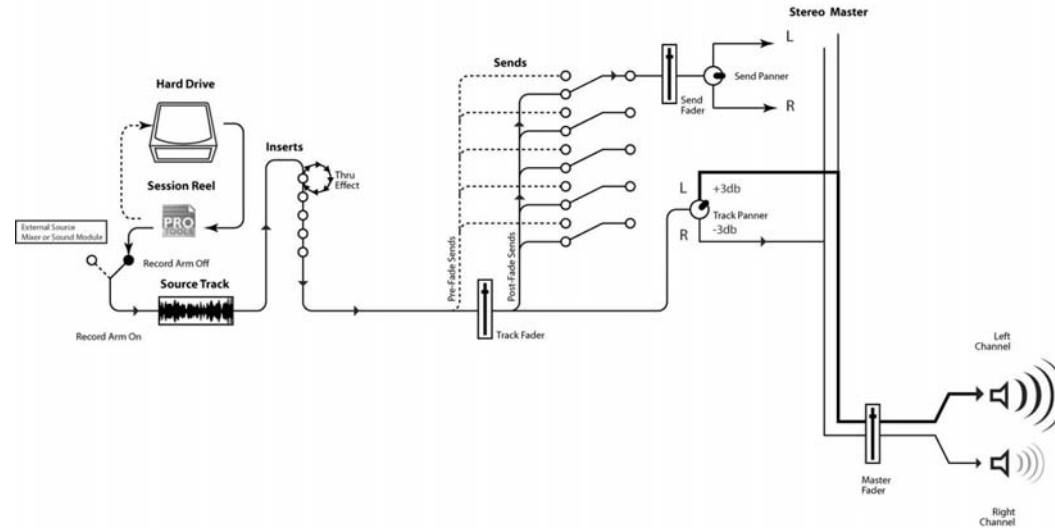 Stereo Master
L
Sends
Send Panner
Hard Drive
Send
Fader
R
Inserts
Thru
Effect
Session Reel
L
+3db
PRO
TOOLS
Track Panner
External Source
Mixer or Sound Module
R
-3db
Record Arm Off
Pre-Fade Sends
Post-Fade Sends
Source Track
Record Arm On
Track Fader
Left
Channel
Master
Fader
Right
Channel